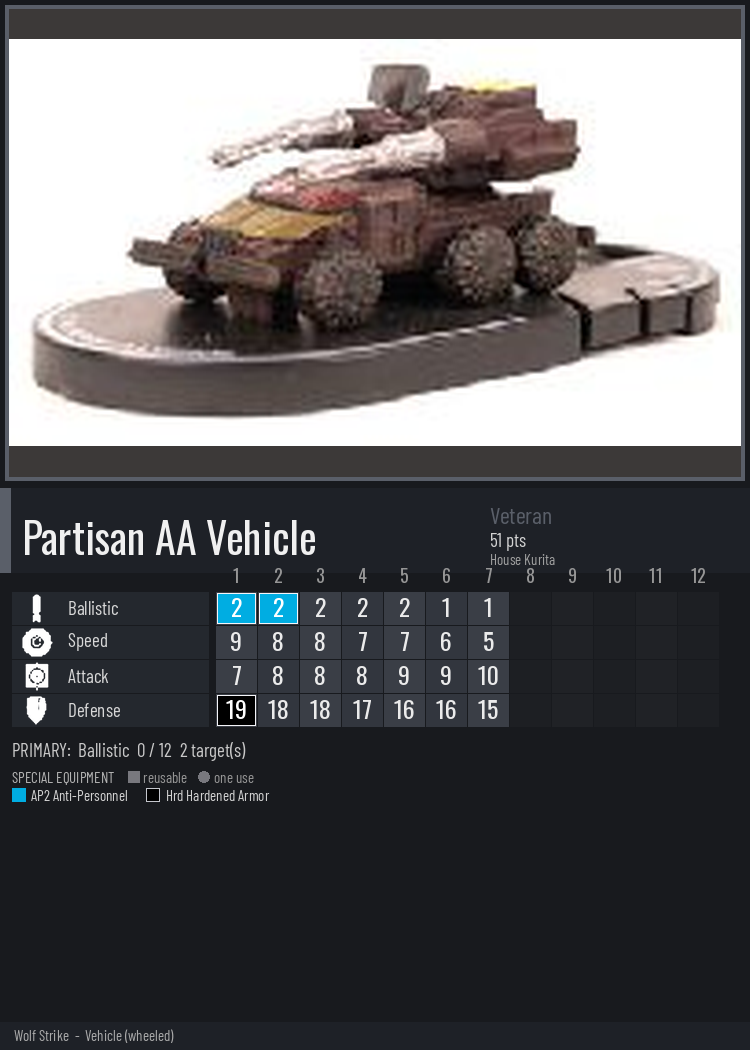 Partisan AA Vehicle
Veteran
51 pts
House Kurita
1 2 3 4 5 6 7 8 9 10 11 12
Ballistic 2 2 2 2 2 1 1
Speed 9 8 8 7 7 6 5
Attack 7 8 8 8 9 9 10
Defense 19 18 18 17 16 16 15
PRIMARY: Ballistic 0 / 12 2 target(s)
SPECIAL EQUIPMENT reusable one use
AP2 Anti-Personnel Hrd Hardened Armor
Wolf Strike - Vehicle (wheeled)